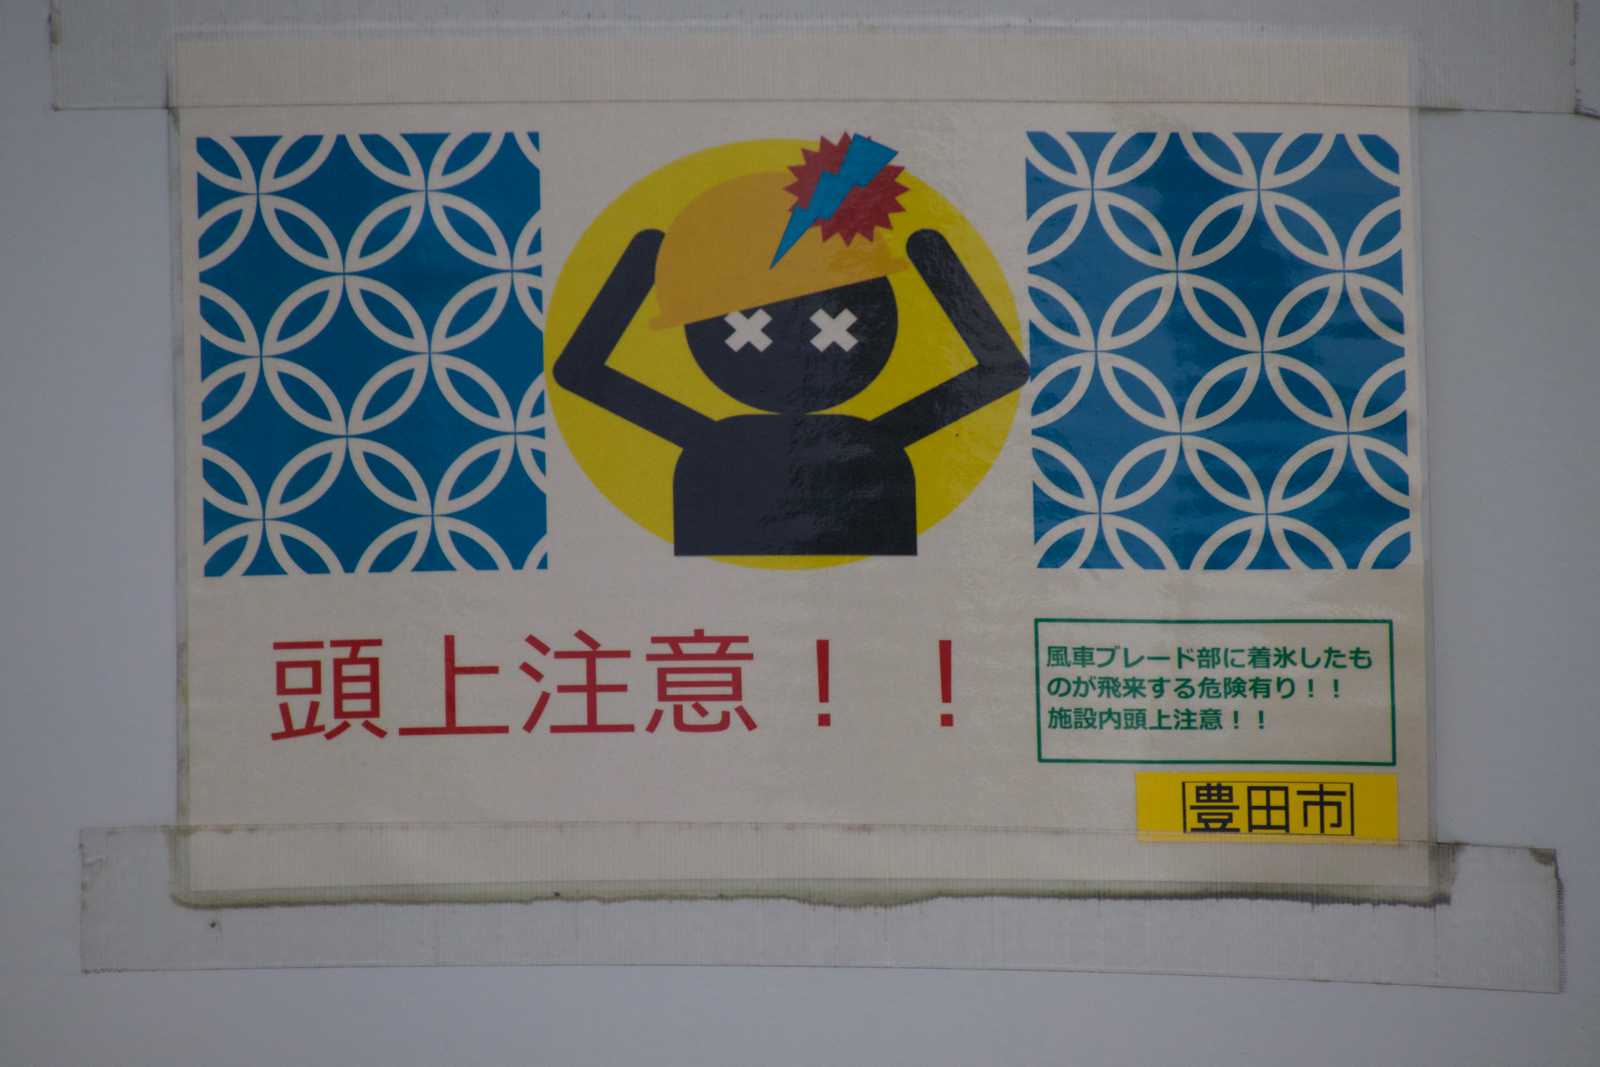 頭上注意！！
風車ブレード部に着氷したも
のが飛来する危険有り！！
施設内頭上注意！！
豊田市